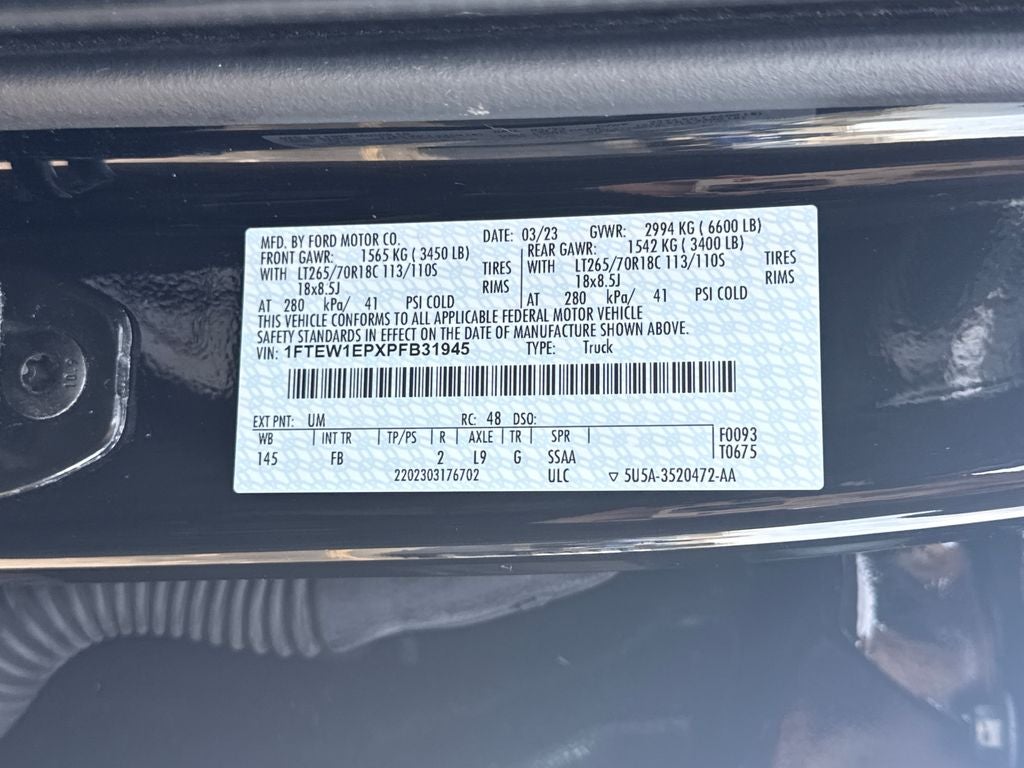 MFD. BY FORD MOTOR CO. DATE: 03/23 GVWR: 2994 KG ( 6600 LB)
FRONT GAWR: 1565 KG ( 3450 LB) REAR GAWR: 1542 KG ( 3400 LB)
WITH LT265/70R18C 113/110S TIRES WITH LT265/70R18C 113/110S TIRES
18x8.5J RIMS 18x8.5J RIMS
AT 280 kPa/ 41 PSI COLD AT 280 kPa/ 41 PSI COLD
THIS VEHICLE CONFORMS TO ALL APPLICABLE FEDERAL MOTOR VEHICLE
SAFETY STANDARDS IN EFFECT ON THE DATE OF MANUFACTURE SHOWN ABOVE.
VIN: 1FTEW1EPXPFB31945 TYPE: Truck
EXT PNT: UM RC: 48 DSO:
WB | INT TR | TP/PS | R | AXLE | TR | SPR | F0093
145 FB 2 L9 G SSAA T0675
2202303176702 ULC ▽ 5U5A-3520472-AA